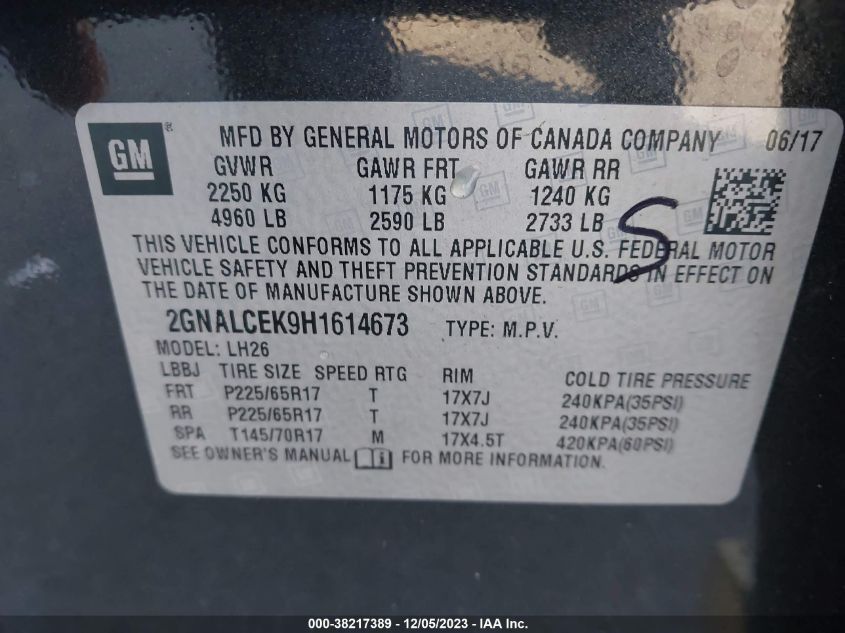 GM ® MFD BY GENERAL MOTORS OF CANADA COMPANY 06/17
GVWR GAWR FRT GAWR RR
2250 KG 1175 KG 1240 KG
4960 LB 2590 LB 2733 LB S
THIS VEHICLE CONFORMS TO ALL APPLICABLE U.S. FEDERAL MOTOR
VEHICLE SAFETY AND THEFT PREVENTION STANDARDS IN EFFECT ON
THE DATE OF MANUFACTURE SHOWN ABOVE.
2GNALCEK9H1614673 TYPE: M.P.V.
MODEL: LH26
LBBJ TIRE SIZE SPEED RTG RIM COLD TIRE PRESSURE
FRT P225/65R17 T 17X7J 240KPA(35PSI)
RR P225/65R17 T 17X7J 240KPA(35PSI)
SPA T145/70R17 M 17X4.5T 420KPA(60PSI)
SEE OWNER'S MANUAL FOR MORE INFORMATION.
000-38217389 - 12/05/2023 - IAA Inc.